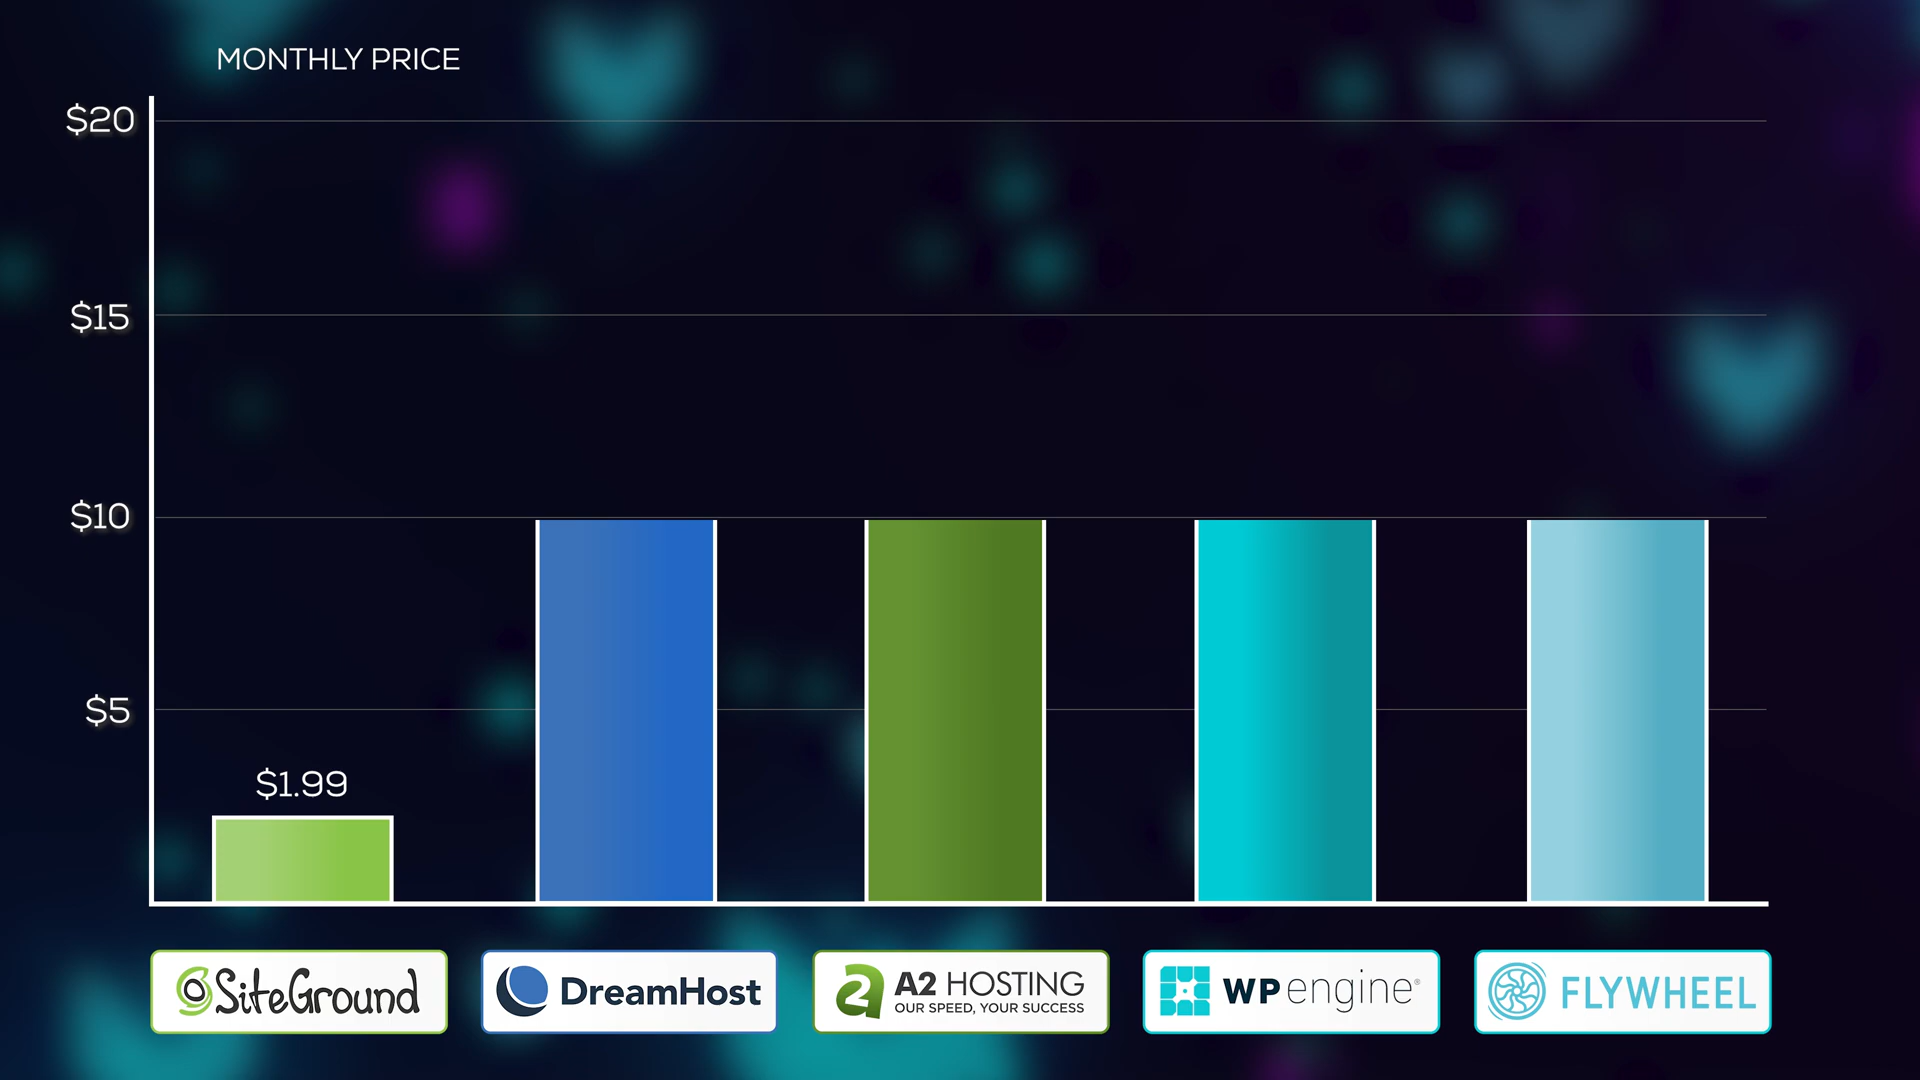 MONTHLY PRICE
$20
$15
$10
$5
$1.99
SiteGround
DreamHost
A2 HOSTING
OUR SPEED, YOUR SUCCESS
WP engine®
FLYWHEEL